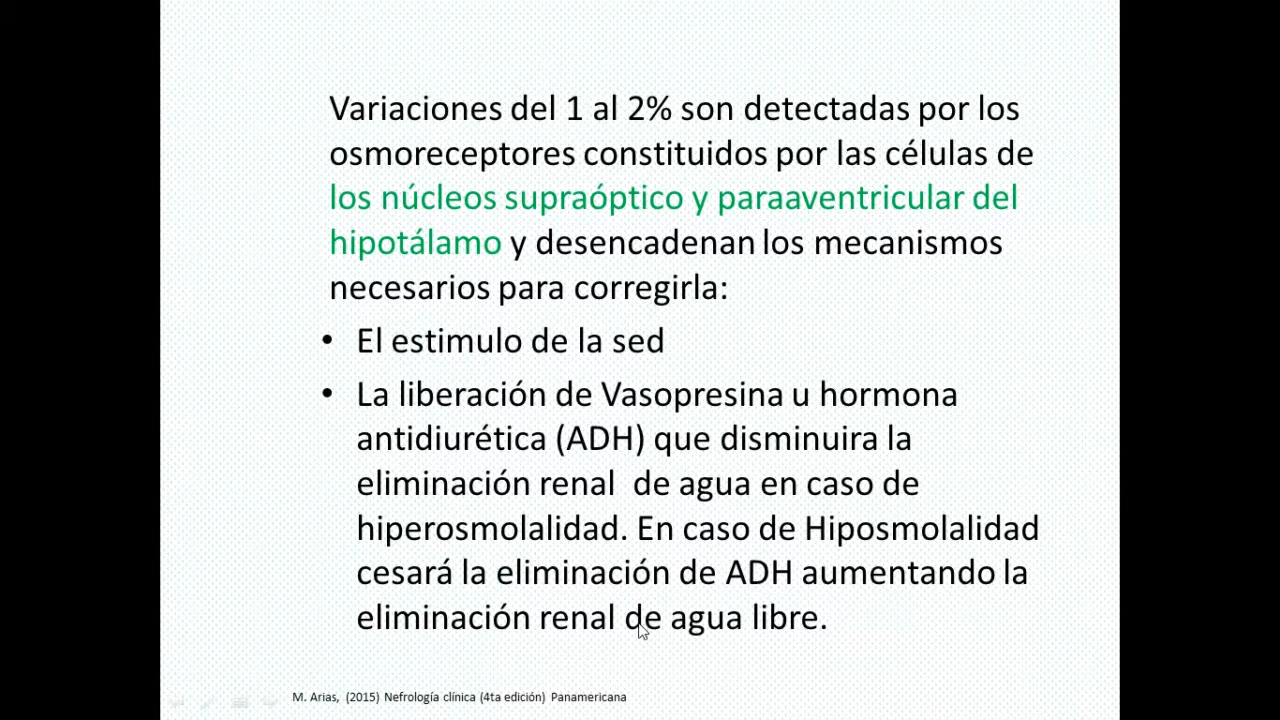 Variaciones del 1 al 2% son detectadas por los
osmoreceptores constituidos por las células de
los núcleos supraóptico y paraaventricular del
hipotálamo y desencadenan los mecanismos
necesarios para corregirla:
• El estimulo de la sed
• La liberación de Vasopresina u hormona
antidiurética (ADH) que disminuira la
eliminación renal  de agua en caso de
hiperosmolalidad. En caso de Hiposmolalidad
cesará la eliminación de ADH aumentando la
eliminación renal de agua libre.
M. Arias,  (2015) Nefrología clínica (4ta edición)  Panamericana